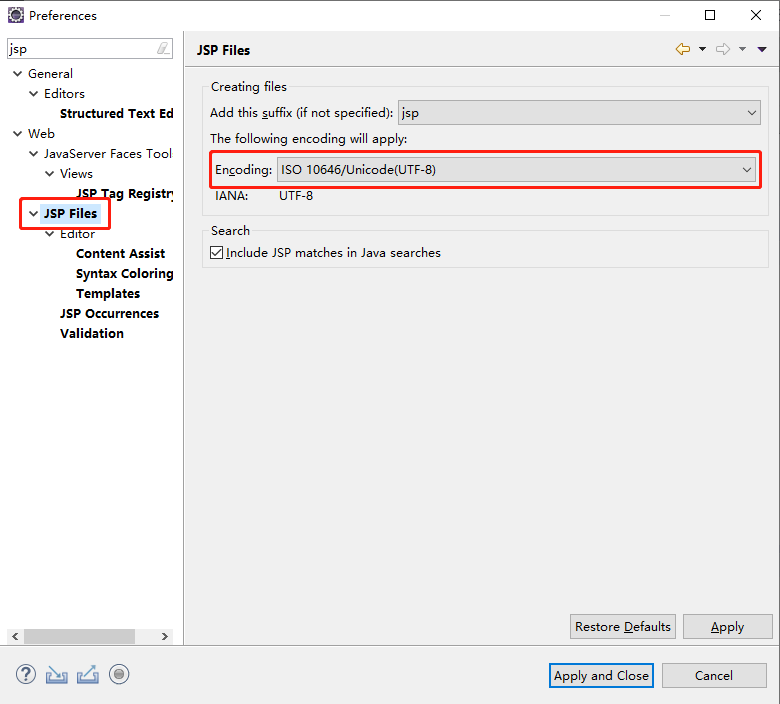 Preferences
jsp
General
Editors
Structured Text Ed
Web
JavaServer Faces Tool
Views
JSP Tag Registry
JSP Files
Editor
Content Assist
Syntax Coloring
Templates
JSP Occurrences
Validation
JSP Files
Creating files
Add this suffix (if not specified): jsp
The following encoding will apply:
Encoding: ISO 10646/Unicode(UTF-8)
IANA: UTF-8
Search
Include JSP matches in Java searches
Restore Defaults Apply
Apply and Close Cancel